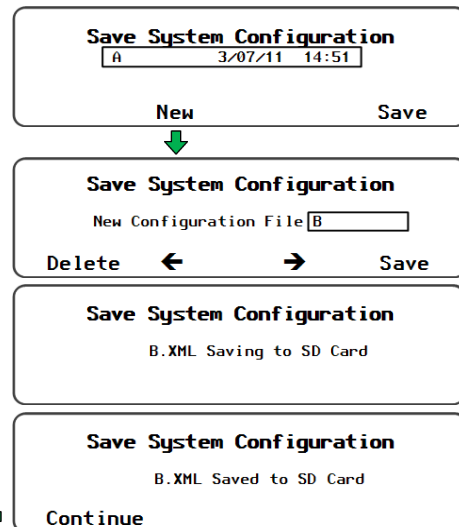 Save System Configuration
A 3/07/11 14:51
New Save
Save System Configuration
New Configuration File B
Delete ← → Save
Save System Configuration
B.XML Saving to SD Card
Save System Configuration
B.XML Saved to SD Card
Continue